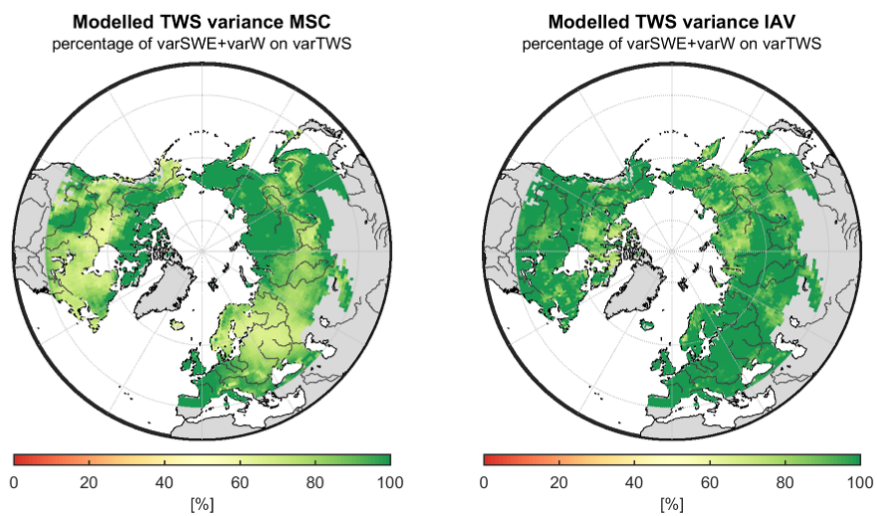 Modelled TWS variance MSC
percentage of varSWE+varW on varTWS
0 20 40 60 80 100
[%]
Modelled TWS variance IAV
percentage of varSWE+varW on varTWS
0 20 40 60 80 100
[%]